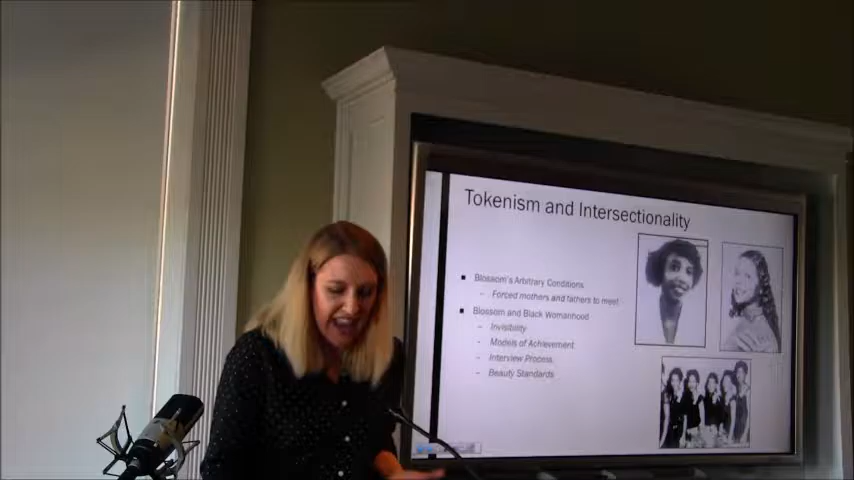 Tokenism and Intersectionality
▪ Blossom's Arbitrary Conditions
– Forced mothers and fathers to meet
▪ Blossom and Black Womanhood
– Invisibility
– Models of Achievement
– Interview Process
– Beauty Standards